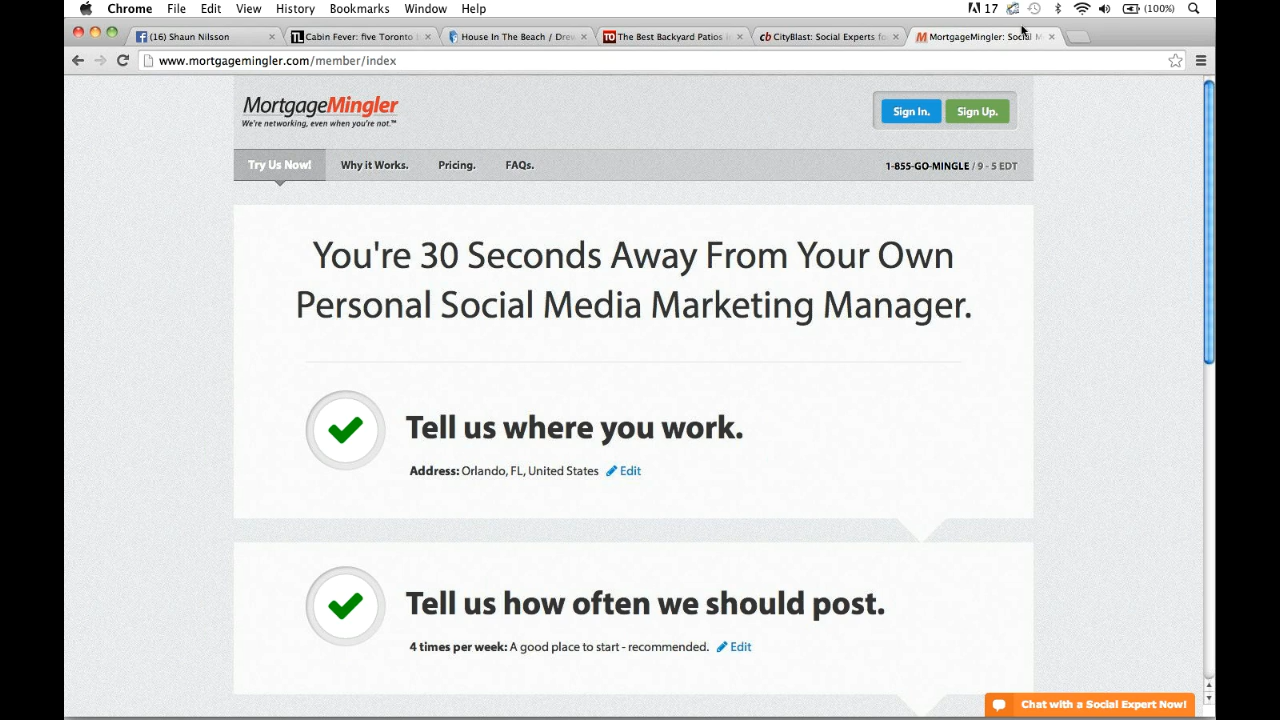 Chrome File Edit View History Bookmarks Window Help 17 (100%)
(16) Shaun Nilsson Cabin Fever: five Toronto House In The Beach / Drew The Best Backyard Patios i CityBlast: Social Experts fo MortgageMingler: Social M
www.mortgagemingler.com/member/index
MortgageMingler
We're networking, even when you're not.™
Sign In. Sign Up.
Try Us Now! Why it Works. Pricing. FAQs. 1-855-GO-MINGLE / 9 - 5 EDT
You're 30 Seconds Away From Your Own
Personal Social Media Marketing Manager.
Tell us where you work.
Address: Orlando, FL, United States Edit
Tell us how often we should post.
4 times per week: A good place to start - recommended. Edit
Chat with a Social Expert Now!